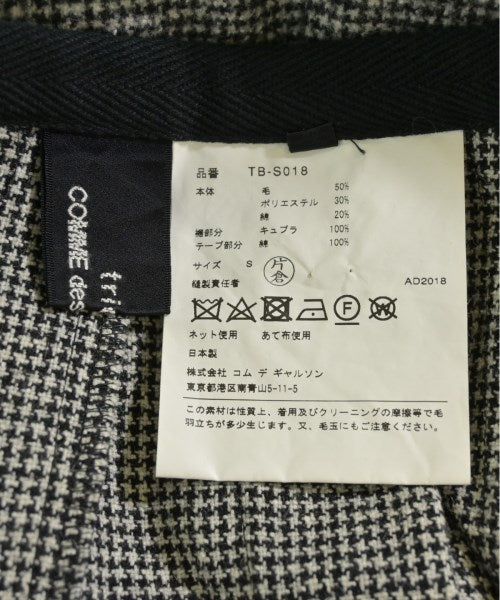 品番 TB-S018
本体 毛 50%
ポリエステル 30%
綿 20%
裾部分 キュプラ 100%
テープ部分 綿 100%
サイズ S
片倉
縫製責任者
AD2018
F
W
ネット使用 あて布使用
日本製
株式会社 コム デ ギャルソン
東京都港区南青山5-11-5
この素材は性質上、着用及びクリーニングの摩擦等で毛
羽立ちが多少生じます。又、毛玉にもご注意ください。
tri
COMME des